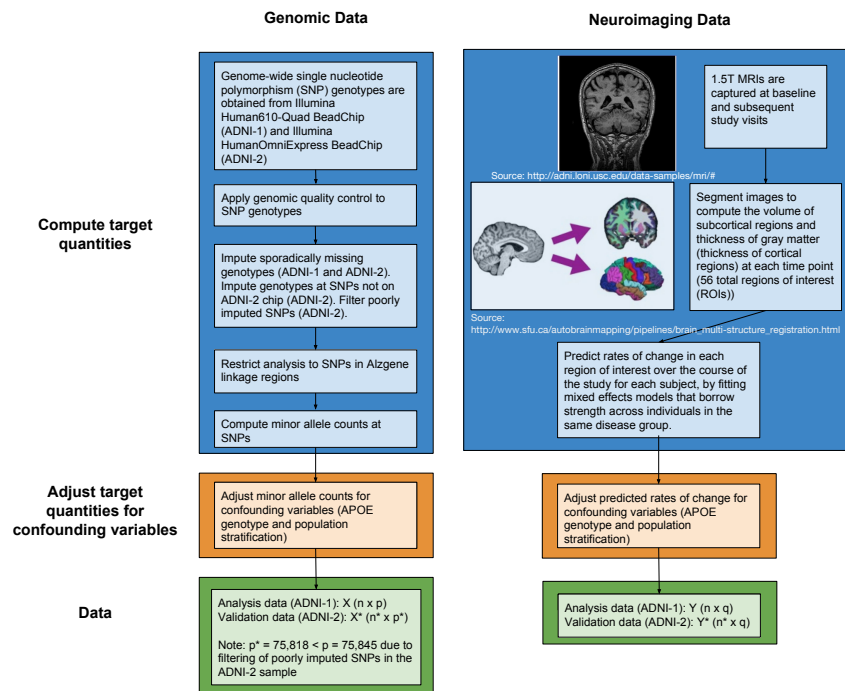 Genomic Data
Neuroimaging Data
Compute target
quantities
Genome-wide single nucleotide
polymorphism (SNP) genotypes are
obtained from Illumina
Human610-Quad BeadChip
(ADNI-1) and Illumina
HumanOmniExpress BeadChip
(ADNI-2)
Apply genomic quality control to
SNP genotypes
Impute sporadically missing
genotypes (ADNI-1 and ADNI-2).
Impute genotypes at SNPs not on
ADNI-2 chip (ADNI-2). Filter poorly
imputed SNPs (ADNI-2).
Restrict analysis to SNPs in Alzgene
linkage regions
Compute minor allele counts at
SNPs
1.5T MRIs are
captured at baseline
and subsequent
study visits
Source: http://adni.loni.usc.edu/data-samples/mri/#
Segment images to
compute the volume of
subcortical regions and
thickness of gray matter
(thickness of cortical
regions) at each time point
(56 total regions of interest
(ROIs))
Source:
http://www.sfu.ca/autobrainmapping/pipelines/brain_multi-structure_registration.html
Predict rates of change in each
region of interest over the course of
the study for each subject, by fitting
mixed effects models that borrow
strength across individuals in the
same disease group.
Adjust target
quantities for
confounding variables
Adjust minor allele counts for
confounding variables (APOE
genotype and population
stratification)
Adjust predicted rates of change for
confounding variables (APOE
genotype and population
stratification)
Data
Analysis data (ADNI-1): X (n x p)
Validation data (ADNI-2): X* (n* x p*)
Note: p* = 75,818 < p = 75,845 due to
filtering of poorly imputed SNPs in the
ADNI-2 sample
Analysis data (ADNI-1): Y (n x q)
Validation data (ADNI-2): Y* (n* x q)